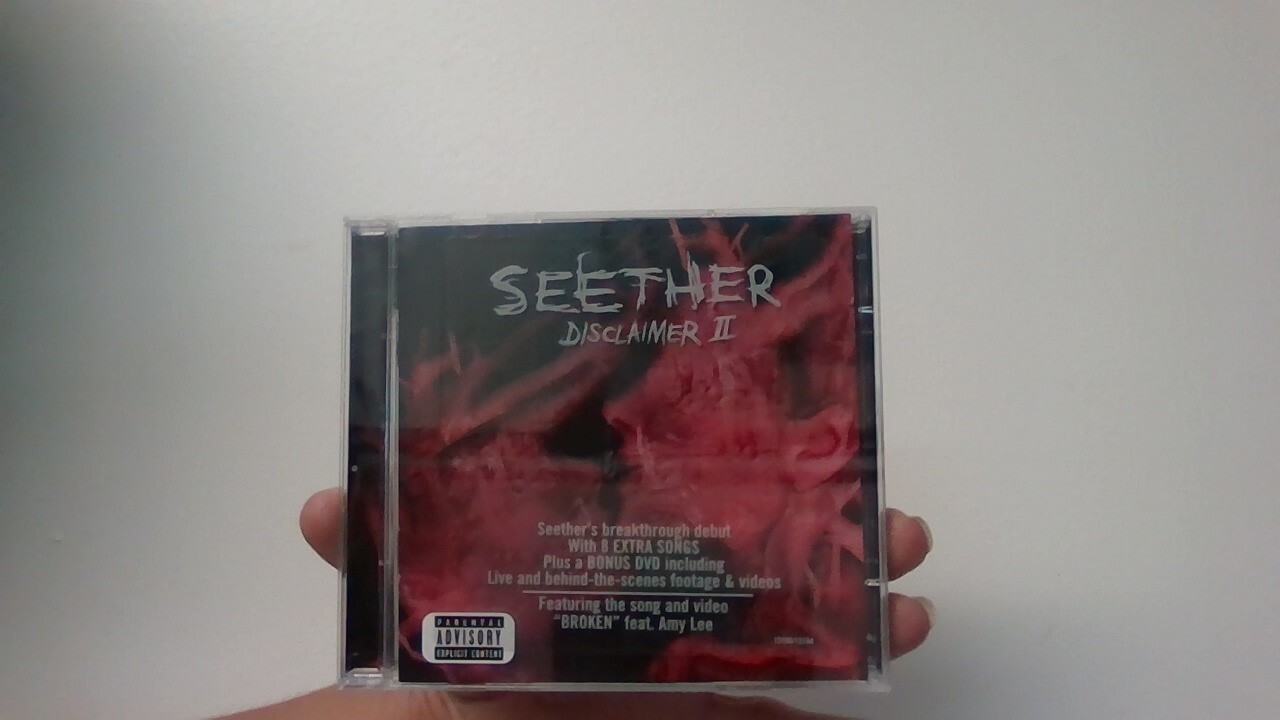 SEETHER
DISCLAIMER II
Seether's breakthrough debut
With 8 EXTRA SONGS
Plus a BONUS DVD including
Live and behind-the-scenes footage & videos
Featuring the song and video
"BROKEN" feat. Amy Lee
PARENTAL
ADVISORY
EXPLICIT CONTENT